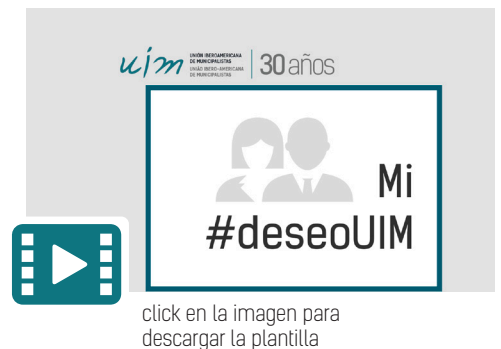 uim
UNIÓN IBEROAMERICANA
DE MUNICIPALISTAS
UNIÃO IBERO-AMERICANA
DE MUNICIPALISTAS
30 años
Mi
#deseoUIM
click en la imagen para
descargar la plantilla